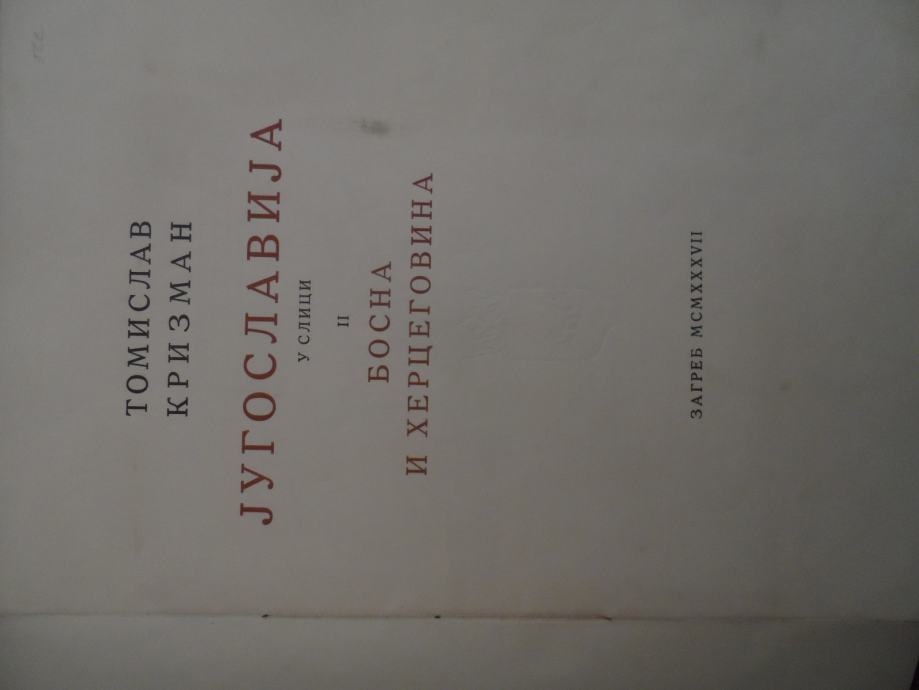 ТОМИСЛАВ
КРИЗМАН
ЈУГОСЛАВИЈА
У СЛИЦИ
II
БОСНА
И ХЕРЦЕГОВИНА
ЗАГРЕБ MCMXXXVII